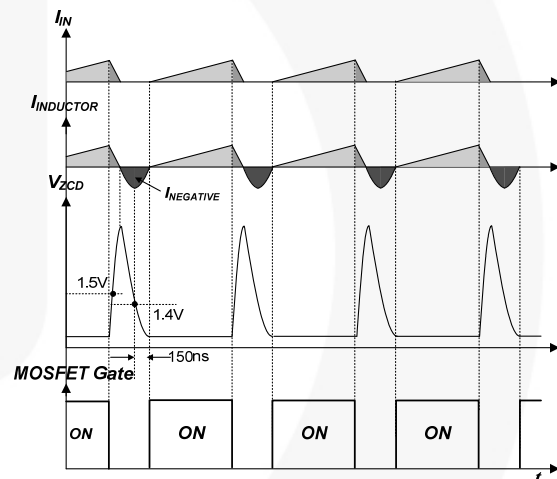 I_IN
I_INDUCTOR
V_ZCD
I_NEGATIVE
1.5V
1.4V
150ns
MOSFET Gate
ON
ON
ON
ON
t